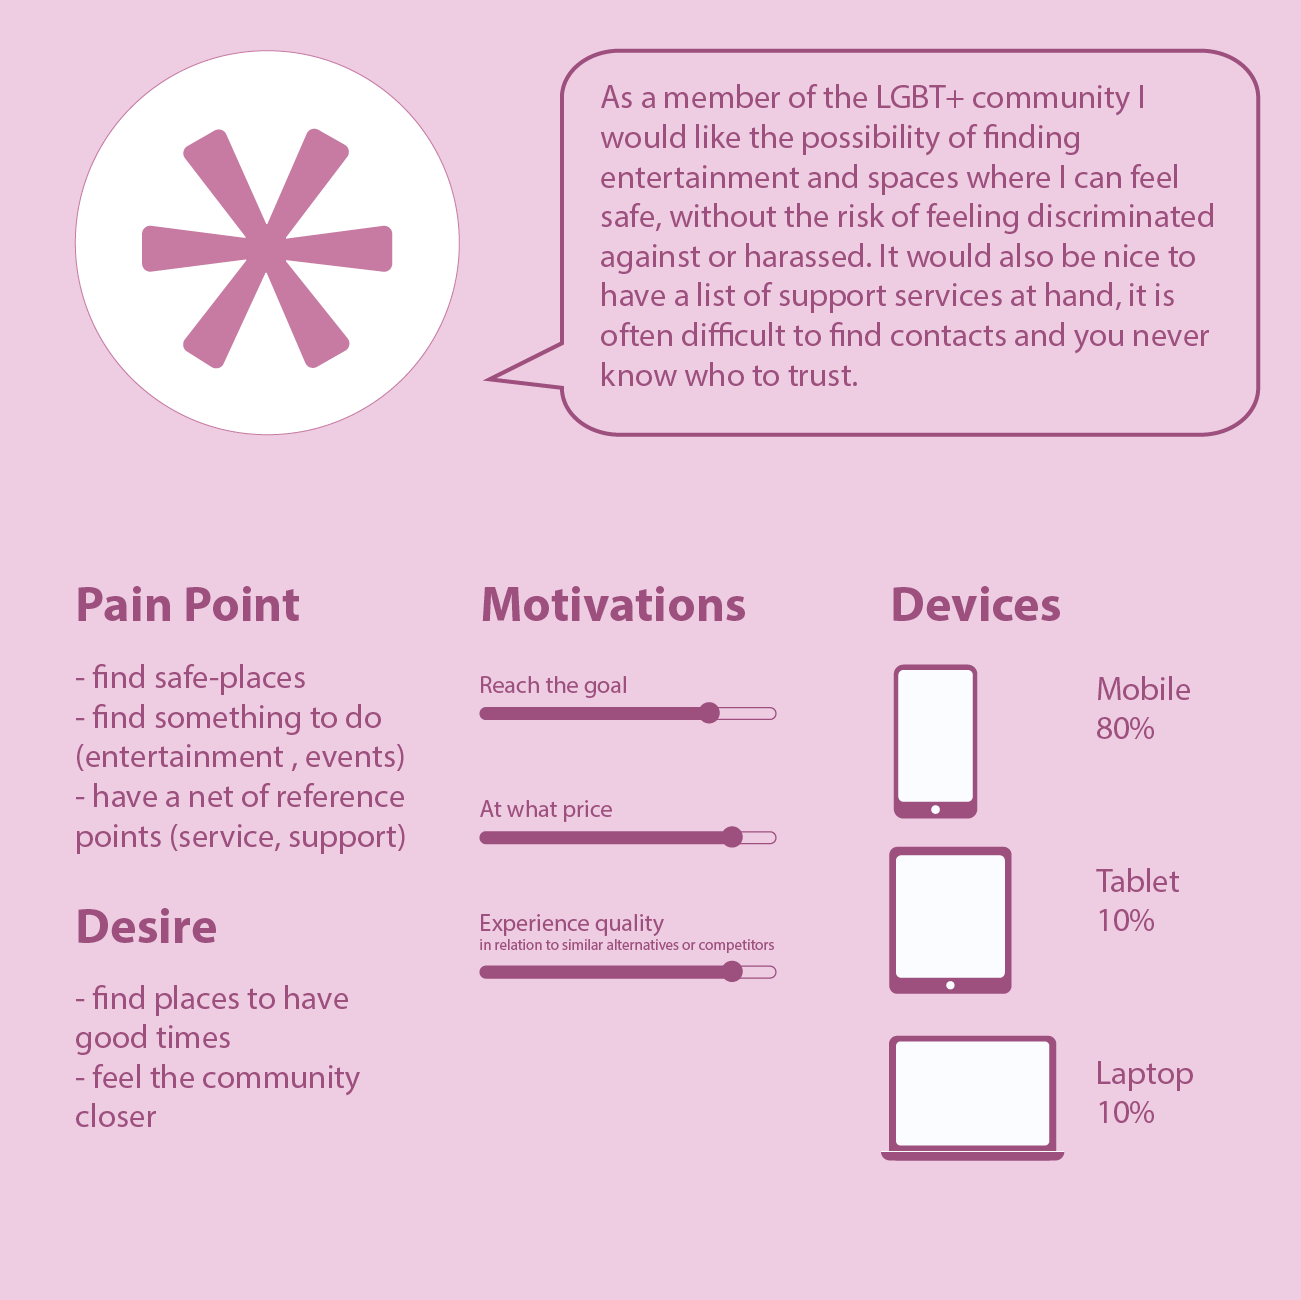 As a member of the LGBT+ community I
would like the possibility of finding
entertainment and spaces where I can feel
safe, without the risk of feeling discriminated
against or harassed. It would also be nice to
have a list of support services at hand, it is
often difficult to find contacts and you never
know who to trust.
Pain Point
- find safe-places
- find something to do
(entertainment , events)
- have a net of reference
points (service, support)
Desire
- find places to have
good times
- feel the community
closer
Motivations
Reach the goal
At what price
Experience quality
in relation to similar alternatives or competitors
Devices
Mobile
80%
Tablet
10%
Laptop
10%